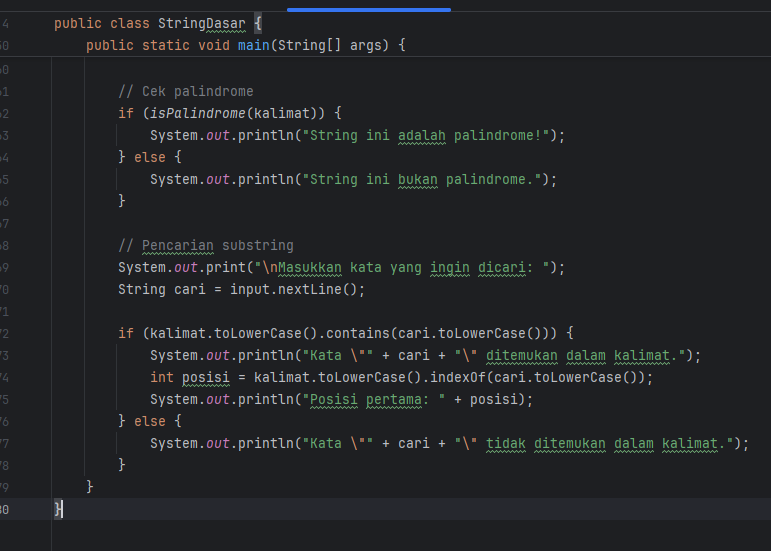 4 public class StringDasar {
50 public static void main(String[] args) {
60
61 // Cek palindrome
62 if (isPalindrome(kalimat)) {
63 System.out.println("String ini adalah palindrome!");
64 } else {
65 System.out.println("String ini bukan palindrome.");
66 }
67
68 // Pencarian substring
69 System.out.print("\nMasukkan kata yang ingin dicari: ");
70 String cari = input.nextLine();
71
72 if (kalimat.toLowerCase().contains(cari.toLowerCase())) {
73 System.out.println("Kata \"" + cari + "\" ditemukan dalam kalimat.");
74 int posisi = kalimat.toLowerCase().indexOf(cari.toLowerCase());
75 System.out.println("Posisi pertama: " + posisi);
76 } else {
77 System.out.println("Kata \"" + cari + "\" tidak ditemukan dalam kalimat.");
78 }
79 }
80 }